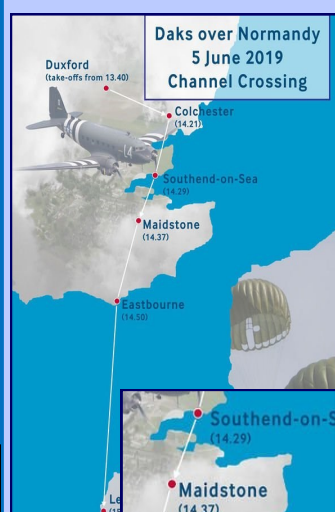 Daks over Normandy
5 June 2019
Channel Crossing
Duxford
(take-offs from 13.40)
Colchester
(14.21)
Southend-on-Sea
(14.29)
Maidstone
(14.37)
Eastbourne
(14.50)
Le
Southend-on-S
(14.29)
Maidstone
(14.37)